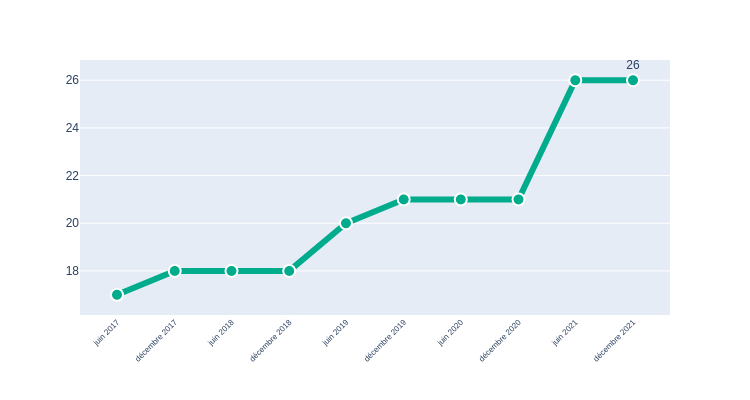 26
26
24
22
20
18
juin 2017
décembre 2017
juin 2018
décembre 2018
juin 2019
décembre 2019
juin 2020
décembre 2020
juin 2021
décembre 2021